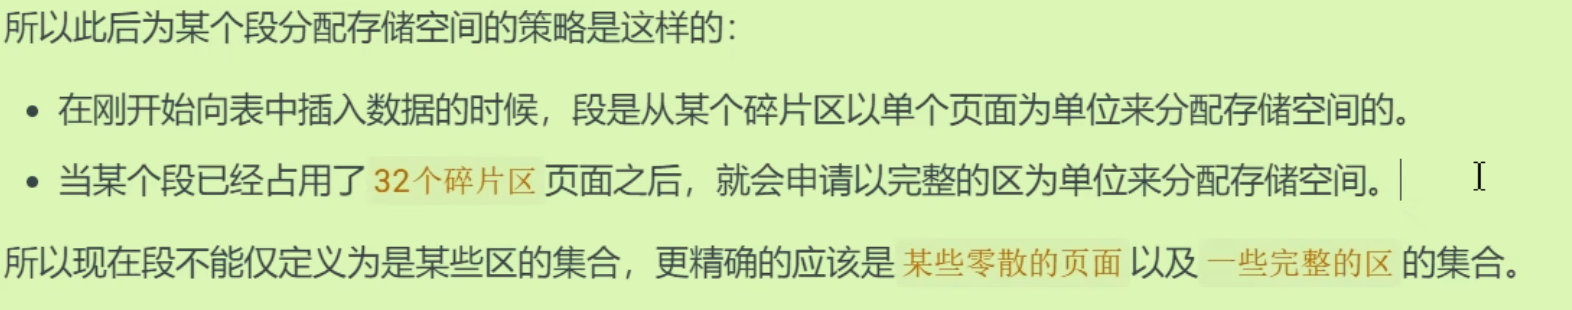 所以此后为某个段分配存储空间的策略是这样的：
• 在刚开始向表中插入数据的时候，段是从某个碎片区以单个页面为单位来分配存储空间的。
• 当某个段已经占用了 32个碎片区 页面之后，就会申请以完整的区为单位来分配存储空间。
所以现在段不能仅定义为是某些区的集合，更精确的应该是 某些零散的页面 以及 一些完整的区 的集合。